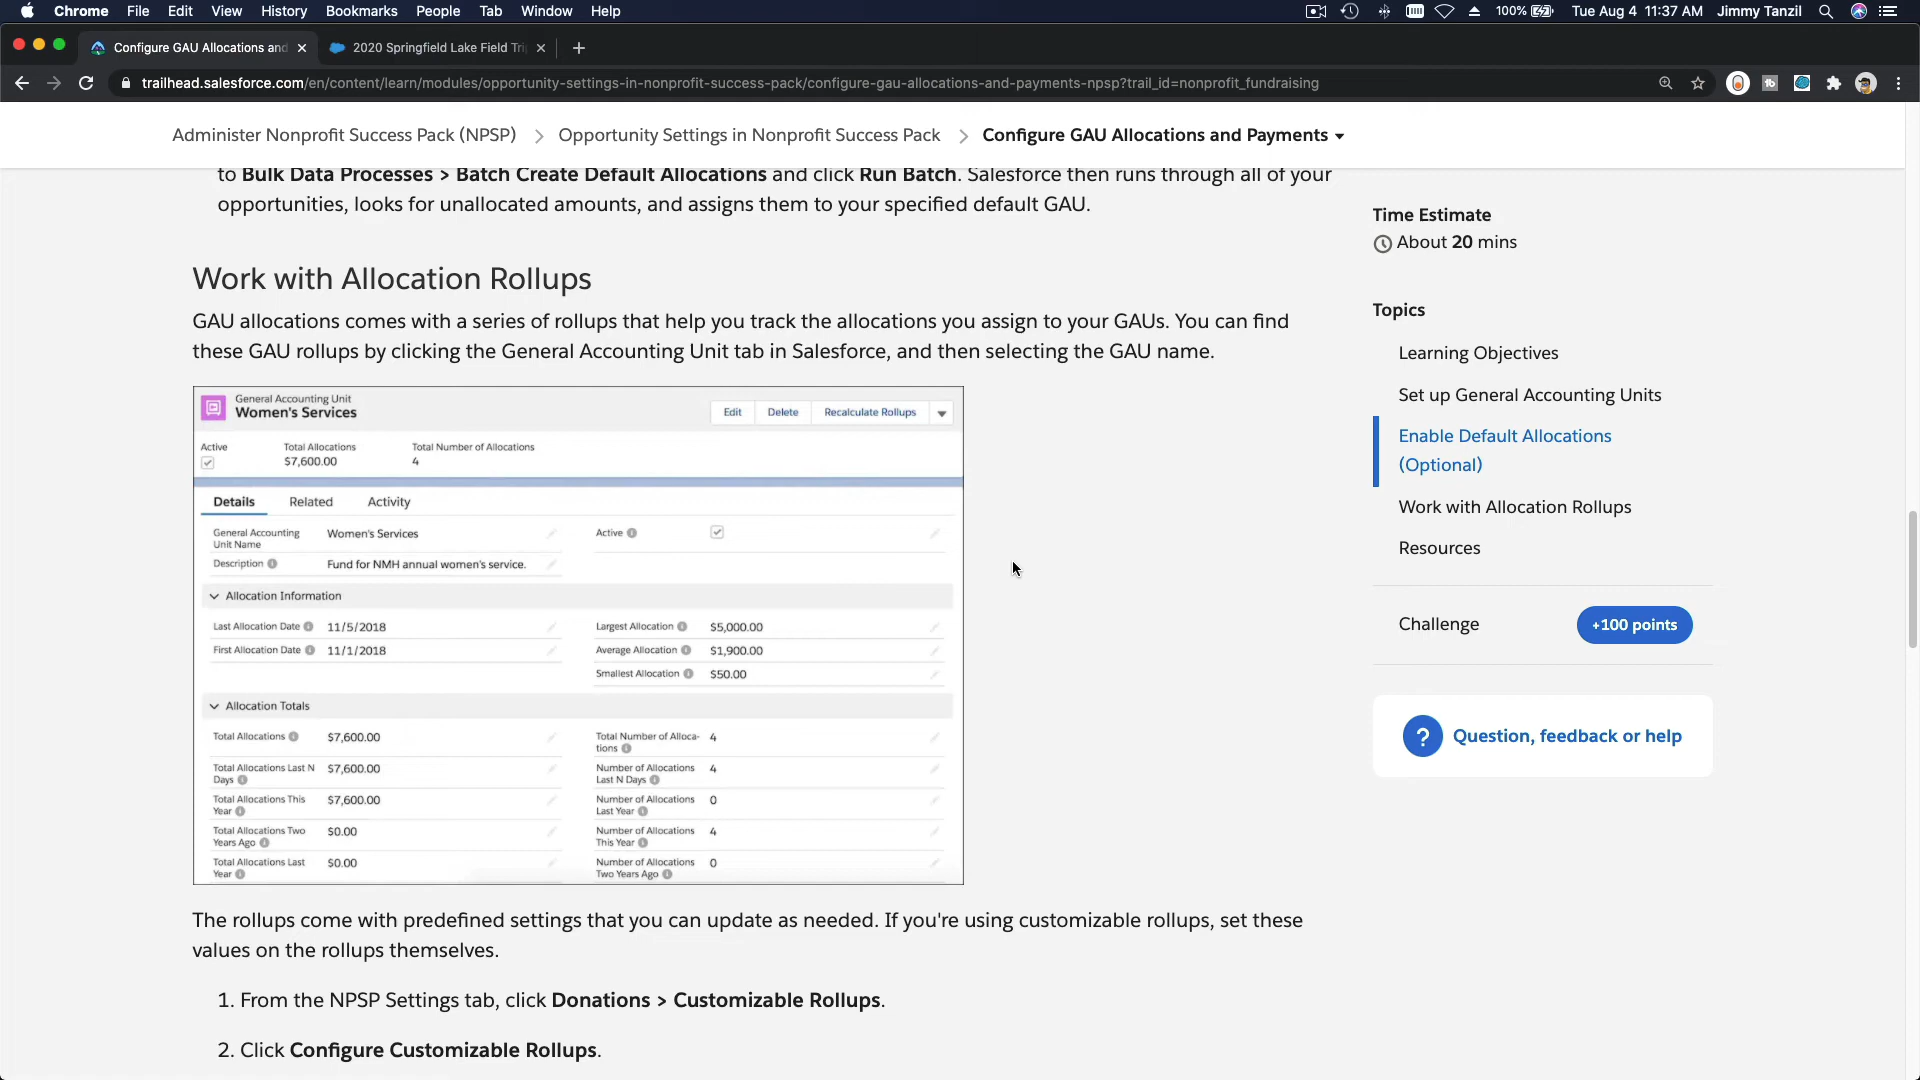 Chrome File Edit View History Bookmarks People Tab Window Help 100% Tue Aug 4 11:37 AM Jimmy Tanzil
Configure GAU Allocations and
2020 Springfield Lake Field Tri
trailhead.salesforce.com/en/content/learn/modules/opportunity-settings-in-nonprofit-success-pack/configure-gau-allocations-and-payments-npsp?trail_id=nonprofit_fundraising
Administer Nonprofit Success Pack (NPSP) > Opportunity Settings in Nonprofit Success Pack > Configure GAU Allocations and Payments
to Bulk Data Processes > Batch Create Default Allocations and click Run Batch. Salesforce then runs through all of your
opportunities, looks for unallocated amounts, and assigns them to your specified default GAU.
Work with Allocation Rollups
GAU allocations comes with a series of rollups that help you track the allocations you assign to your GAUs. You can find
these GAU rollups by clicking the General Accounting Unit tab in Salesforce, and then selecting the GAU name.
General Accounting Unit
Women's Services
Edit Delete Recalculate Rollups
Active Total Allocations Total Number of Allocations
$7,600.00 4
Details Related Activity
General Accounting Unit Name Women's Services Active
Description Fund for NMH annual women's service.
Allocation Information
Last Allocation Date 11/5/2018 Largest Allocation $5,000.00
First Allocation Date 11/1/2018 Average Allocation $1,900.00
Smallest Allocation $50.00
Allocation Totals
Total Allocations $7,600.00 Total Number of Alloca-
tions 4
Total Allocations Last N
Days $7,600.00 Number of Allocations
Last N Days 4
Total Allocations This
Year $7,600.00 Number of Allocations
Last Year 0
Total Allocations Two
Years Ago $0.00 Number of Allocations
This Year 4
Total Allocations Last
Year $0.00 Number of Allocations
Two Years Ago 0
The rollups come with predefined settings that you can update as needed. If you're using customizable rollups, set these
values on the rollups themselves.
1. From the NPSP Settings tab, click Donations > Customizable Rollups.
2. Click Configure Customizable Rollups.
Time Estimate
About 20 mins
Topics
Learning Objectives
Set up General Accounting Units
Enable Default Allocations
(Optional)
Work with Allocation Rollups
Resources
Challenge +100 points
? Question, feedback or help